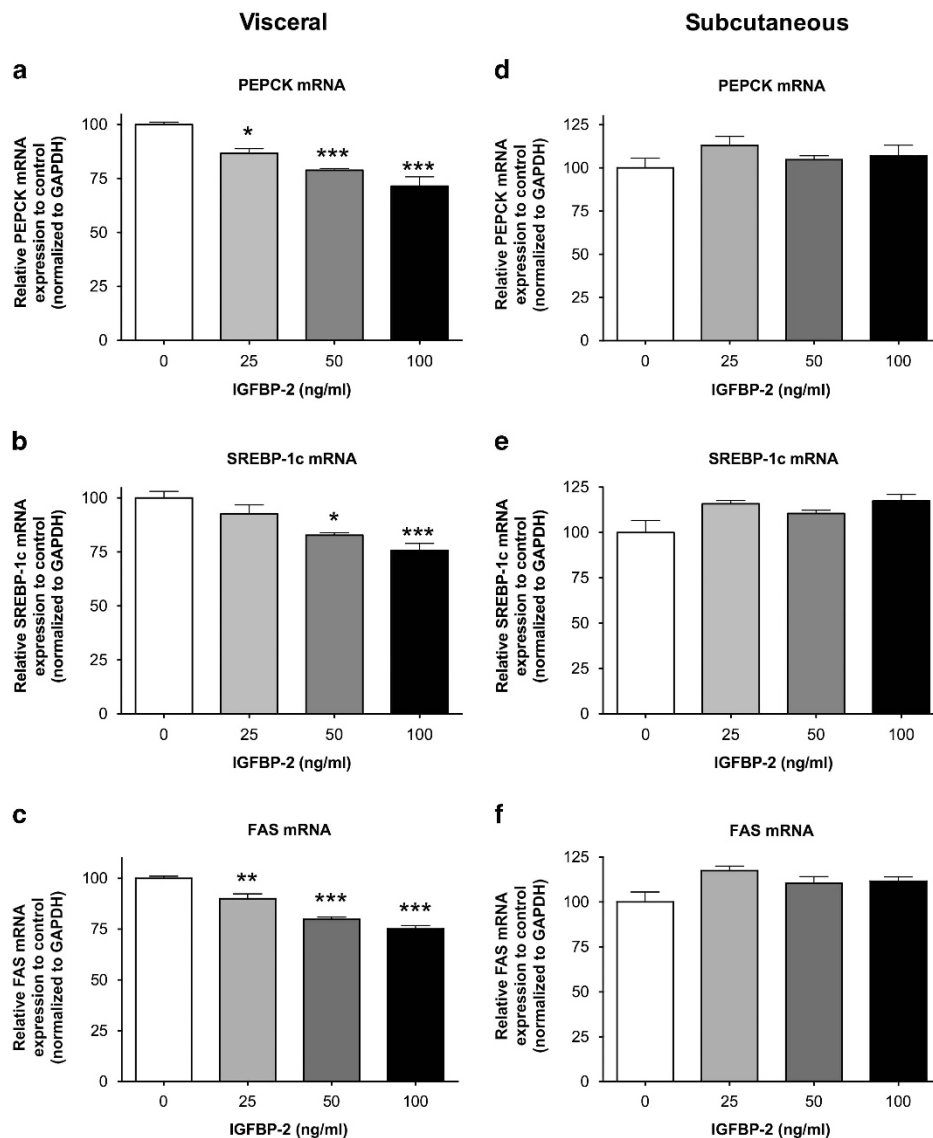 Visceral
Subcutaneous
a
PEPCK mRNA
Relative PEPCK mRNA
expression to control
(normalized to GAPDH)
100
75
50
25
0
*
***
***
0 25 50 100
IGFBP-2 (ng/ml)
d
PEPCK mRNA
Relative PEPCK mRNA
expression to control
(normalized to GAPDH)
125
100
75
50
25
0
0 25 50 100
IGFBP-2 (ng/ml)
b
SREBP-1c mRNA
Relative SREBP-1c mRNA
expression to control
(normalized to GAPDH)
100
75
50
25
0
*
***
0 25 50 100
IGFBP-2 (ng/ml)
e
SREBP-1c mRNA
Relative SREBP-1c mRNA
expression to control
(normalized to GAPDH)
125
100
75
50
25
0
0 25 50 100
IGFBP-2 (ng/ml)
c
FAS mRNA
Relative FAS mRNA
expression to control
(normalized to GAPDH)
100
75
50
25
0
**
***
***
0 25 50 100
IGFBP-2 (ng/ml)
f
FAS mRNA
Relative FAS mRNA
expression to control
(normalized to GAPDH)
125
100
75
50
25
0
0 25 50 100
IGFBP-2 (ng/ml)